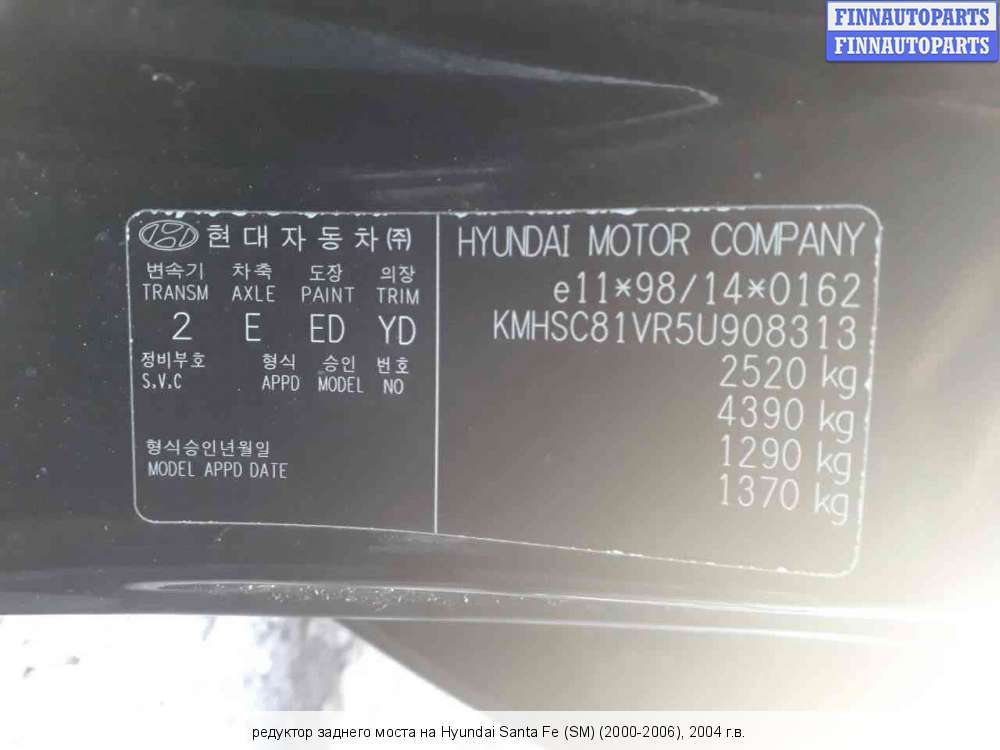 FINNAUTOPARTS
FINNAUTOPARTS
현대자동차㈜
변속기 차축 도장 의장
TRANSM AXLE PAINT TRIM
2 E ED YD
정비부호 형식 승인 번호
S.V.C APPD MODEL NO
형식승인년월일
MODEL APPD DATE
HYUNDAI MOTOR COMPANY
e11*98/14*0162
KMHSC81VR5U908313
2520 kg
4390 kg
1290 kg
1370 kg
редуктор заднего моста на Hyundai Santa Fe (SM) (2000-2006), 2004 г.в.